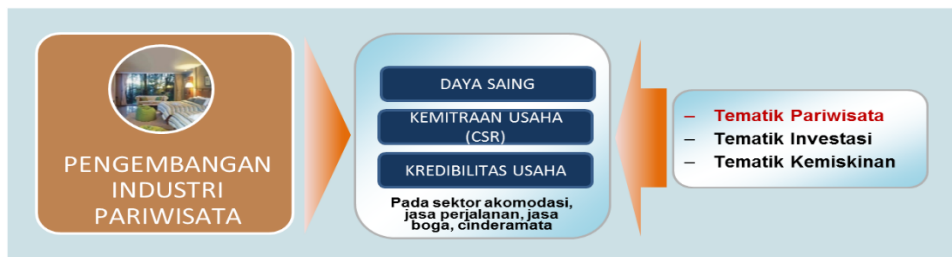 PENGEMBANGAN
INDUSTRI
PARIWISATA
DAYA SAING
KEMITRAAN USAHA
(CSR)
KREDIBILITAS USAHA
Pada sektor akomodasi,
jasa perjalanan, jasa
boga, cinderamata
– Tematik Pariwisata
– Tematik Investasi
– Tematik Kemiskinan